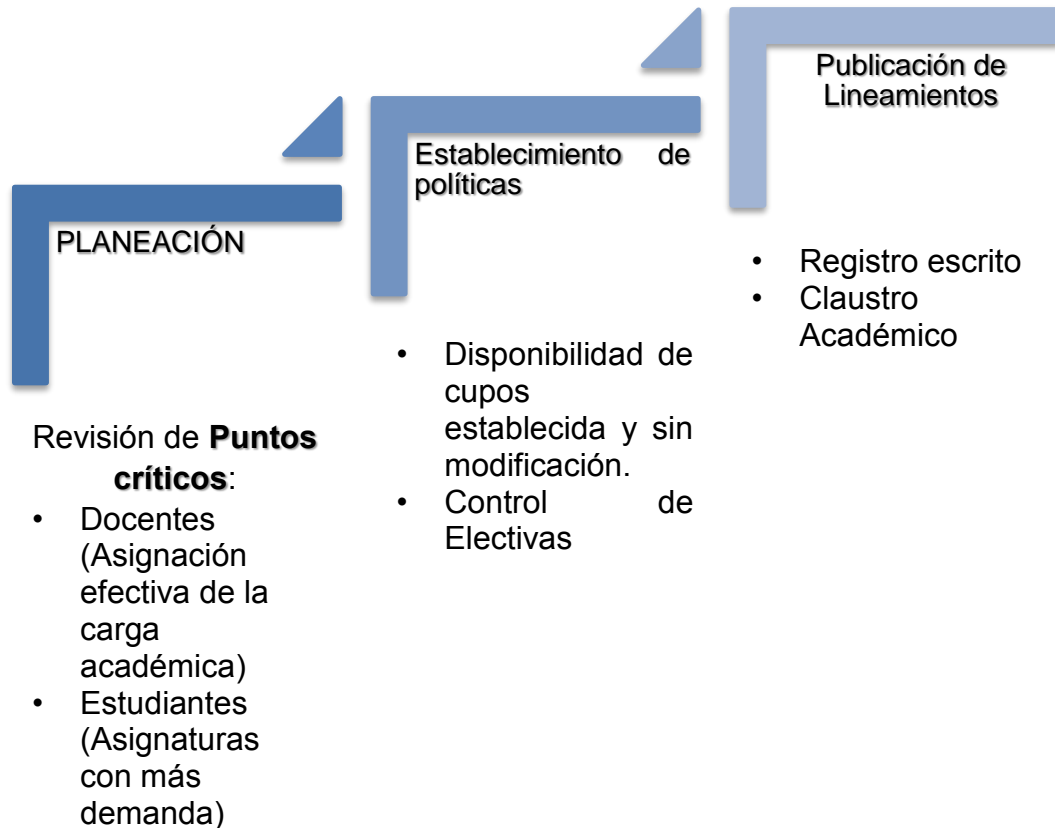 PLANEACIÓN
Revisión de Puntos
críticos:
• Docentes
(Asignación
efectiva de la
carga
académica)
• Estudiantes
(Asignaturas
con más
demanda)
Establecimiento de
políticas
• Disponibilidad de
cupos
establecida y sin
modificación.
• Control de
Electivas
Publicación de
Lineamientos
• Registro escrito
• Claustro
Académico